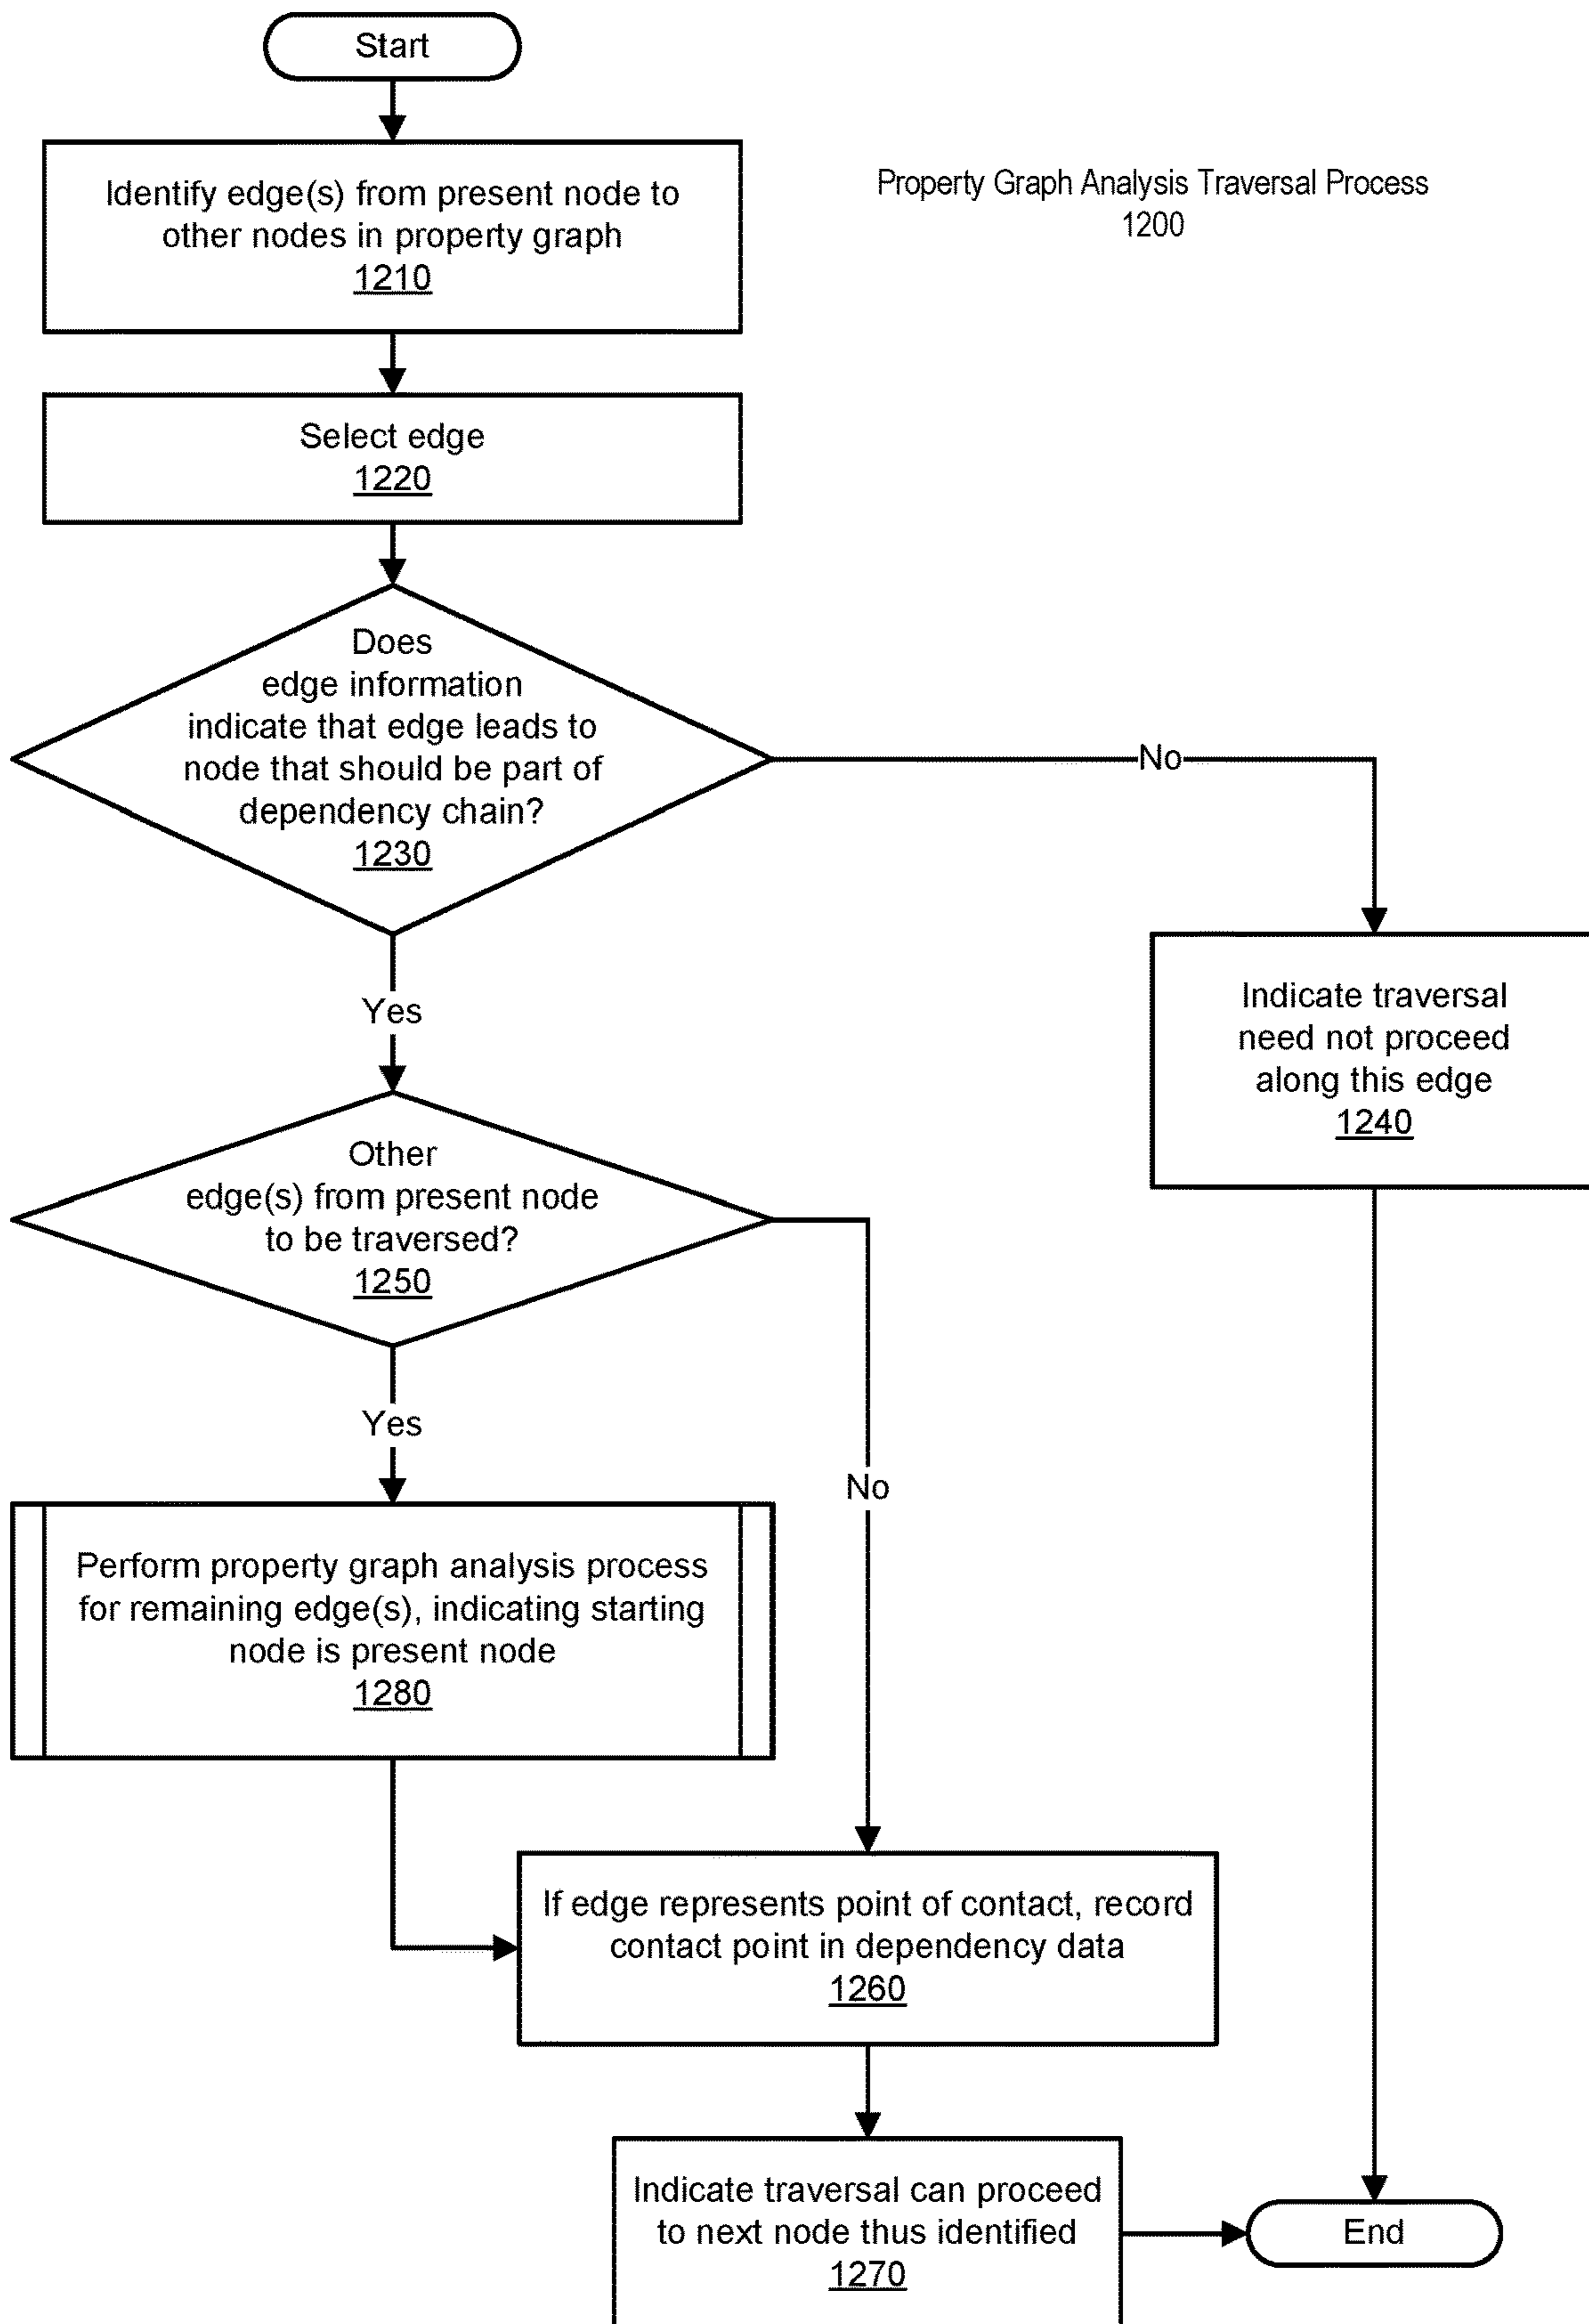 Start
Property Graph Analysis Traversal Process
1200
Identify edge(s) from present node to
other nodes in property graph
1210
Select edge
1220
Does
edge information
indicate that edge leads to
node that should be part of
dependency chain?
1230
No
Yes
Indicate traversal
need not proceed
along this edge
1240
Other
edge(s) from present node
to be traversed?
1250
Yes
No
Perform property graph analysis process
for remaining edge(s), indicating starting
node is present node
1280
If edge represents point of contact, record
contact point in dependency data
1260
Indicate traversal can proceed
to next node thus identified
1270
End